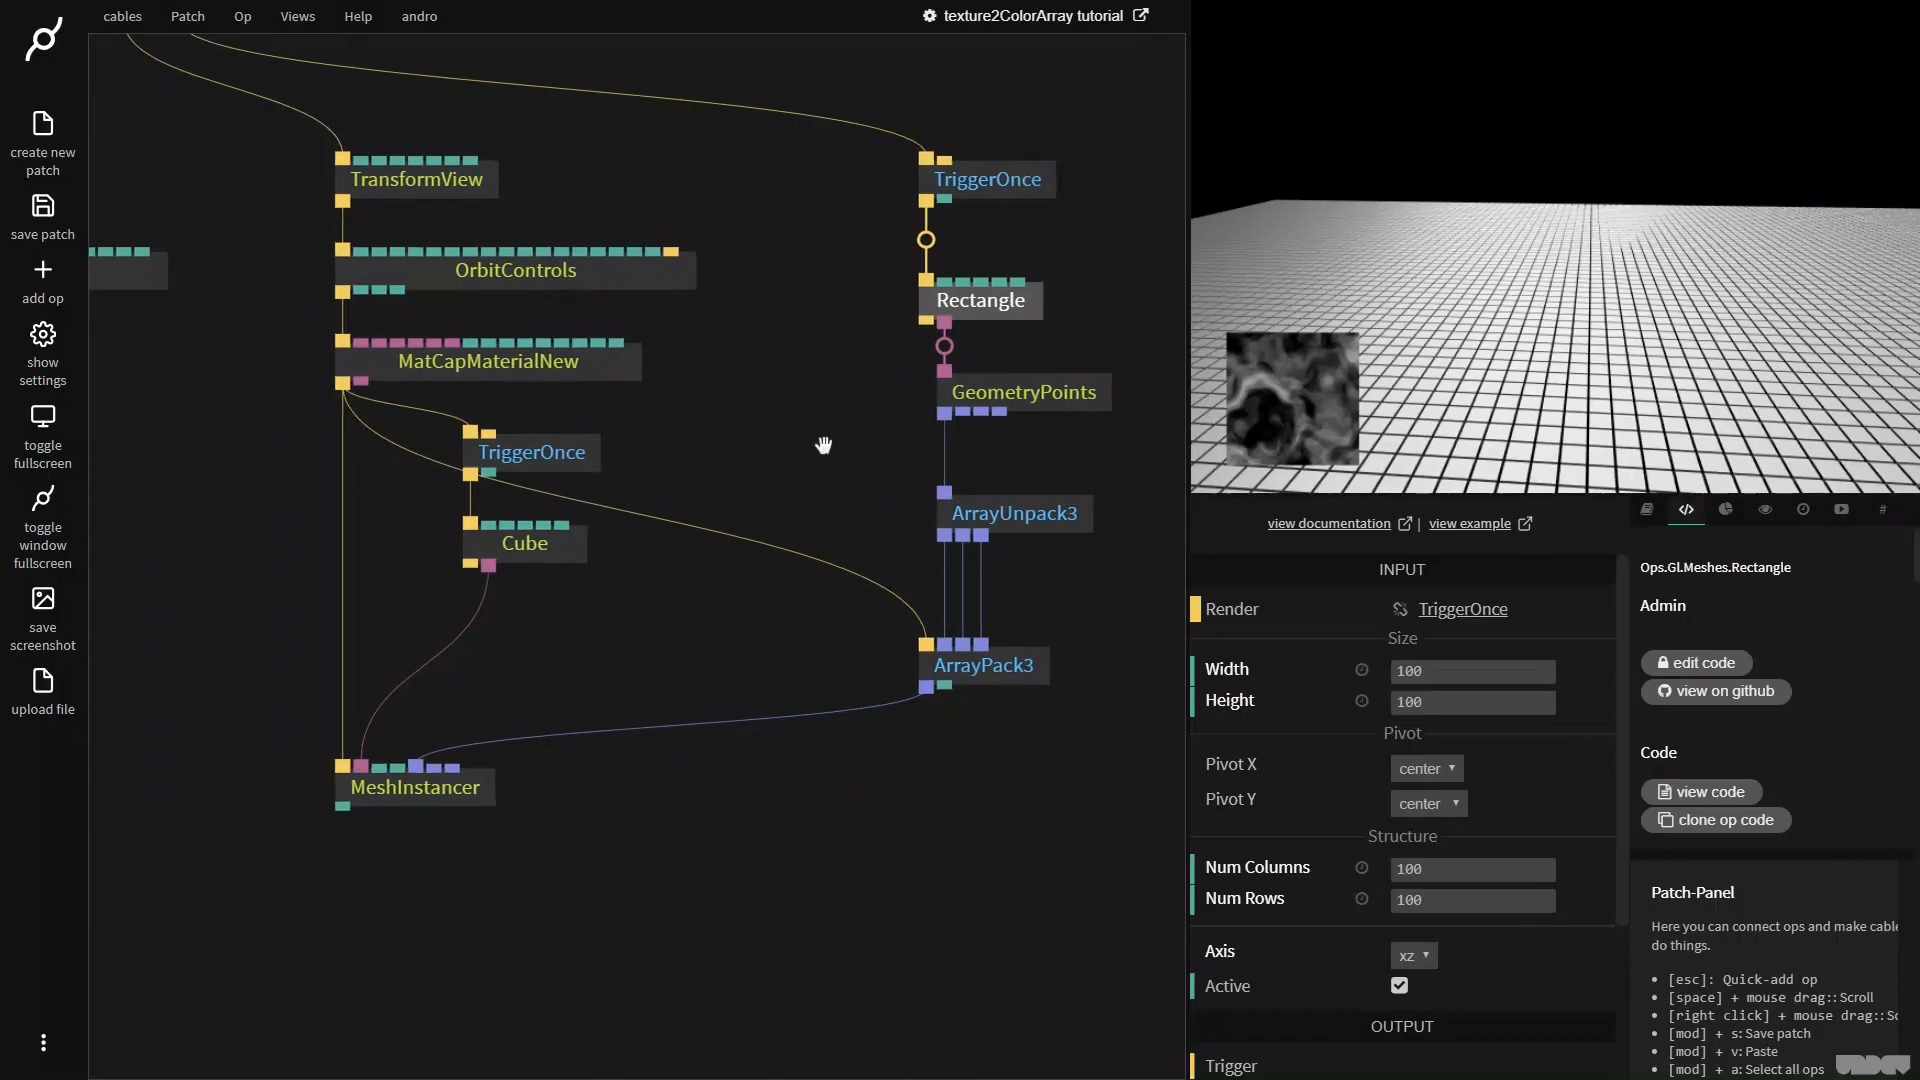 cables
Patch
Op
Views
Help
andro
texture2ColorArray tutorial
create new
patch
save patch
add op
show
settings
toggle
fullscreen
toggle
window
fullscreen
save
screenshot
upload file
TransformView
OrbitControls
MatCapMaterialNew
TriggerOnce
Cube
MeshInstancer
TriggerOnce
Rectangle
GeometryPoints
ArrayUnpack3
ArrayPack3
view documentation | view example
INPUT
Render TriggerOnce
Size
Width 100
Height 100
Pivot
Pivot X center
Pivot Y center
Structure
Num Columns 100
Num Rows 100
Axis xz
Active
OUTPUT
Trigger
#
Ops.Gl.Meshes.Rectangle
Admin
edit code
view on github
Code
view code
clone op code
Patch-Panel
Here you can connect ops and make cable
do things.
• [esc]: Quick-add op
• [space] + mouse drag::Scroll
• [right click] + mouse drag::Sc
• [mod] + s: Save patch
• [mod] + v: Paste
• [mod] + a: Select all ops